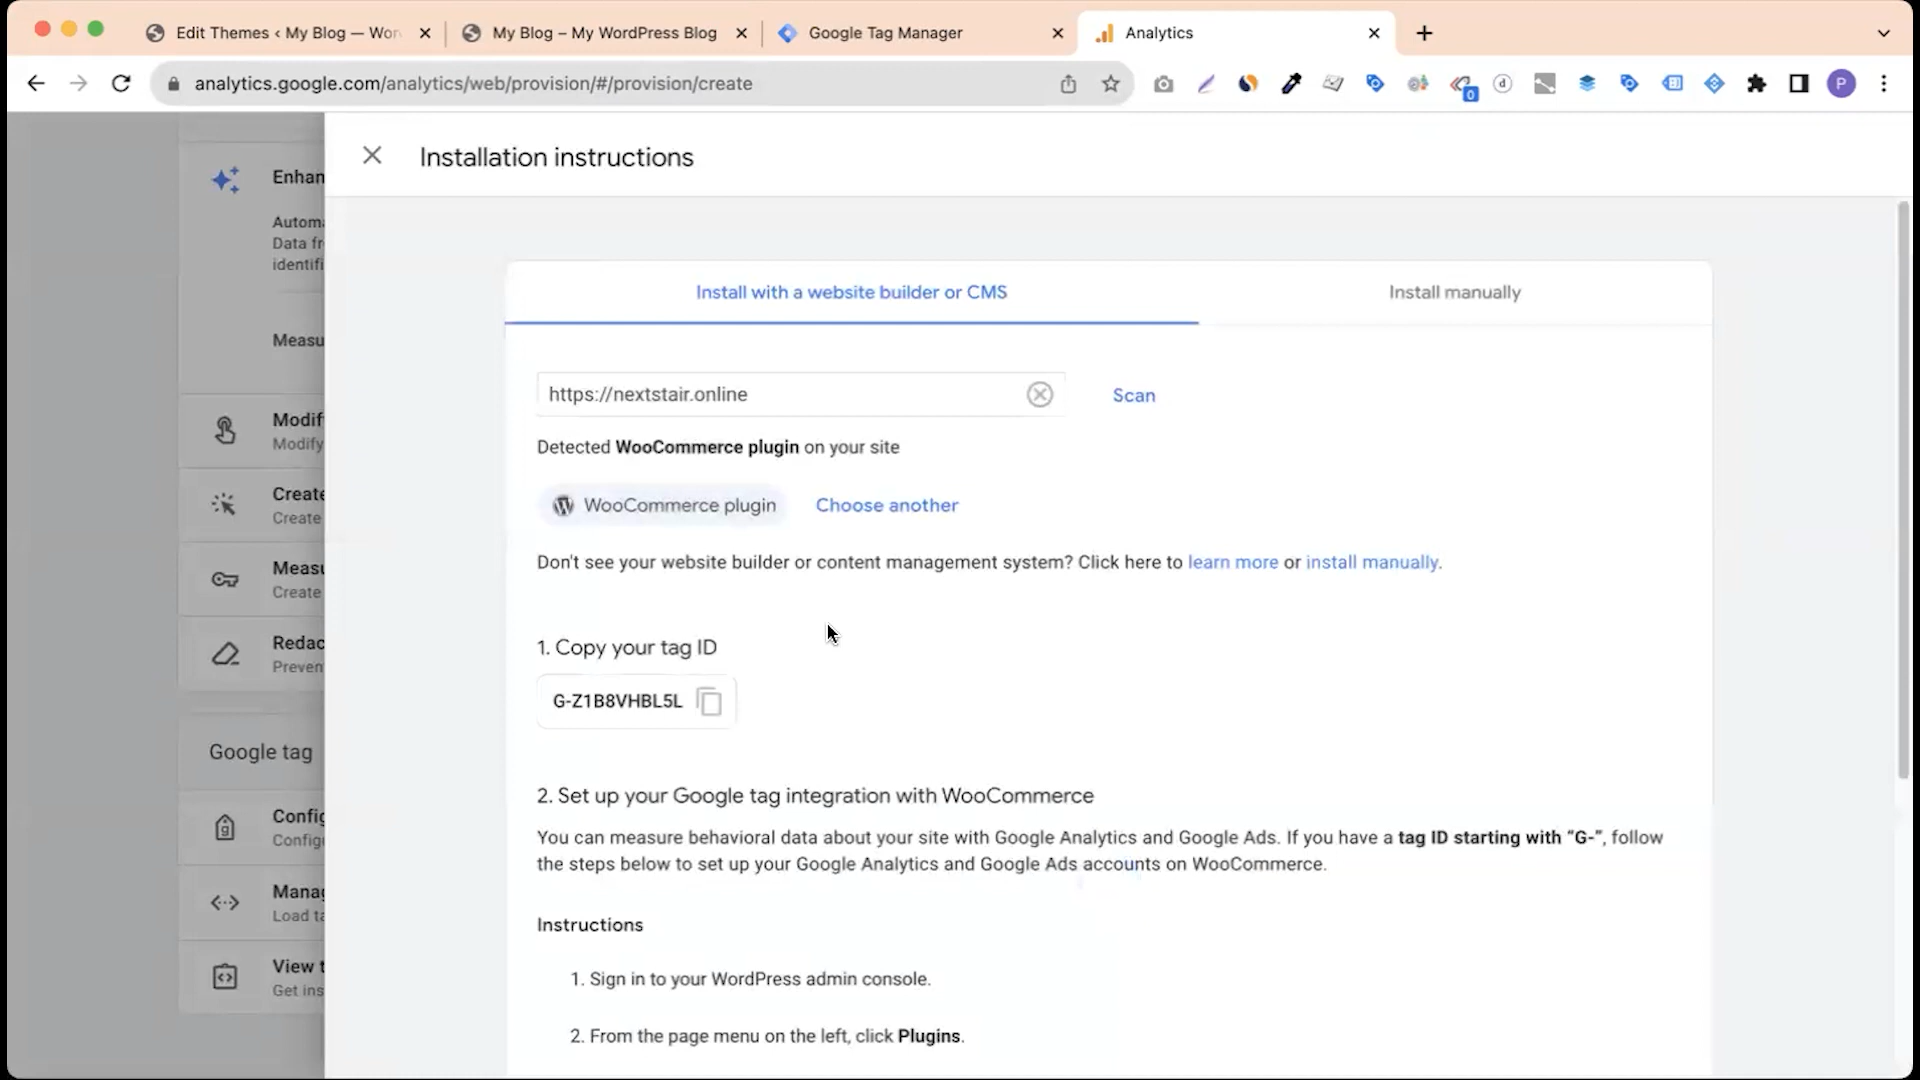 Edit Themes ‹ My Blog — Wor
My Blog – My WordPress Blog
Google Tag Manager
Analytics
analytics.google.com/analytics/web/provision/#/provision/create
0
d
P
Installation instructions
Enhan
Autom
Data fr
identifi
Measu
Modif
Modify
Create
Create
Measu
Create
Redac
Preven
Google tag
Config
Config
Manag
Load ta
View t
Get ins
Install with a website builder or CMS
Install manually
https://nextstair.online
Scan
Detected WooCommerce plugin on your site
WooCommerce plugin
Choose another
Don't see your website builder or content management system? Click here to learn more or install manually.
1. Copy your tag ID
G-Z1B8VHBL5L
2. Set up your Google tag integration with WooCommerce
You can measure behavioral data about your site with Google Analytics and Google Ads. If you have a tag ID starting with “G-”, follow
the steps below to set up your Google Analytics and Google Ads accounts on WooCommerce.
Instructions
1. Sign in to your WordPress admin console.
2. From the page menu on the left, click Plugins.